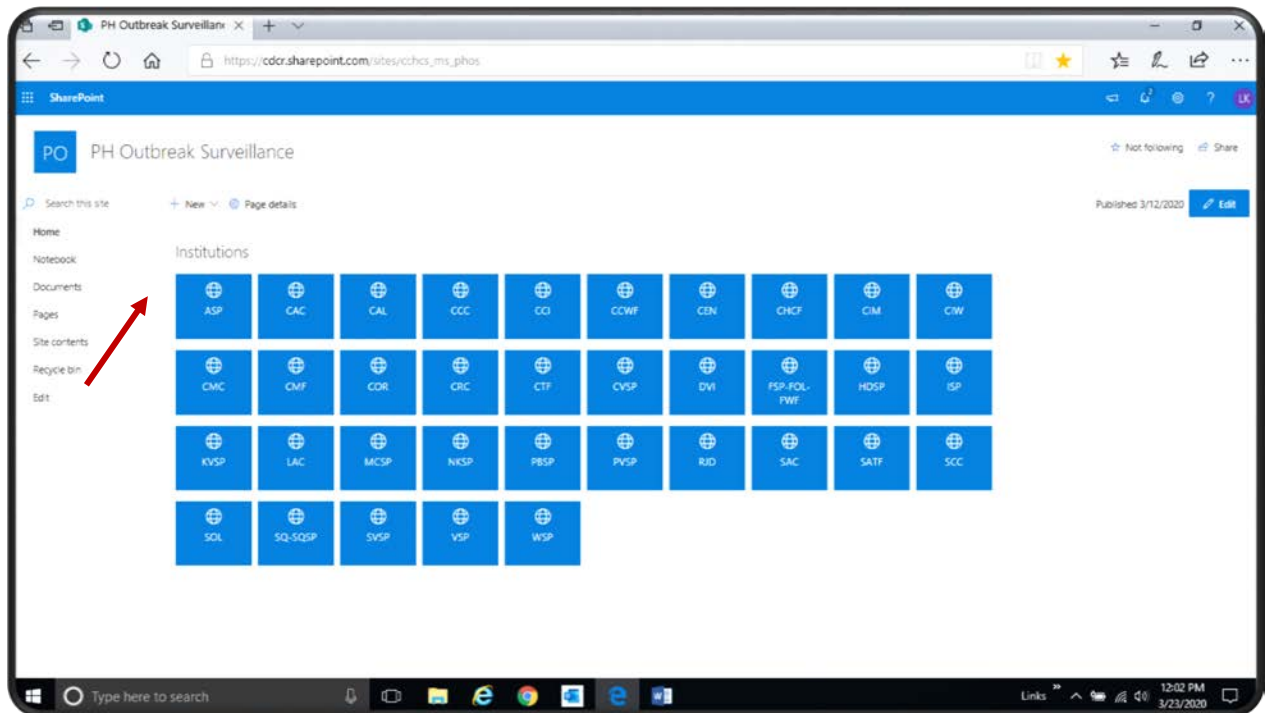 PH Outbreak Surveillan
https://cdcr.sharepoint.com/sites/cchcs_ms_phos
SharePoint
2
LK
PO PH Outbreak Surveillance
Not following Share
Search this site
New Page details
Published 3/12/2020 Edit
Home
Notebook
Documents
Pages
Site contents
Recycle bin
Edit
Institutions
ASP CAC CAL CCC CCI CCWF CEN CHCF CIM CIW
CMC CMF COR CRC CTF CVSP DVI FSP-FOL-
FWF HDSP ISP
KVSP LAC MCSP NKSP PBSP PVSP RJD SAC SATF SCC
SOL SQ-SQSP SVSP VSP WSP
Type here to search
Links
12:02 PM
3/23/2020